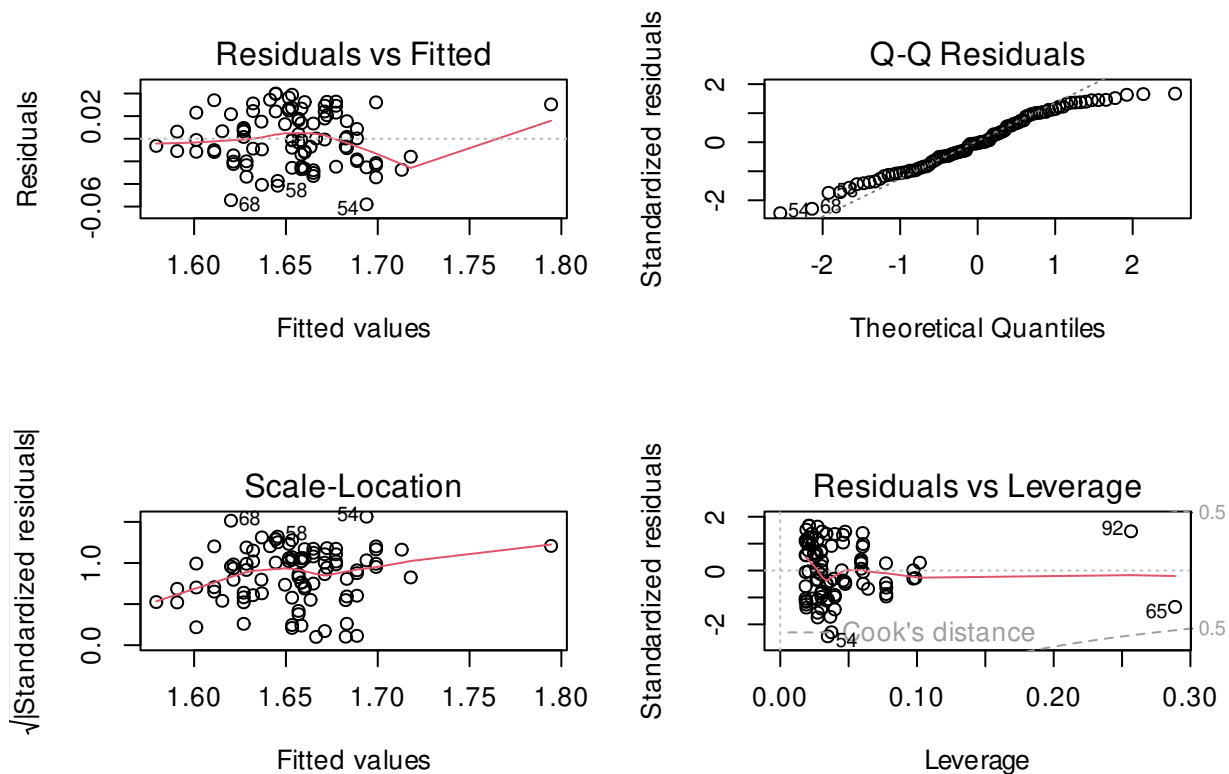 Residuals vs Fitted
Residuals
0.02
-0.06
68
58
54
1.60 1.65 1.70 1.75 1.80
Fitted values
Q-Q Residuals
Standardized residuals
2
0
-2
54
68
58
-2 -1 0 1 2
Theoretical Quantiles
Scale-Location
√|Standardized residuals|
1.0
0.0
68
58
54
1.60 1.65 1.70 1.75 1.80
Fitted values
Residuals vs Leverage
Standardized residuals
2
0
-2
92
65
54
Cook's distance
0.5
0.5
0.00 0.10 0.20 0.30
Leverage